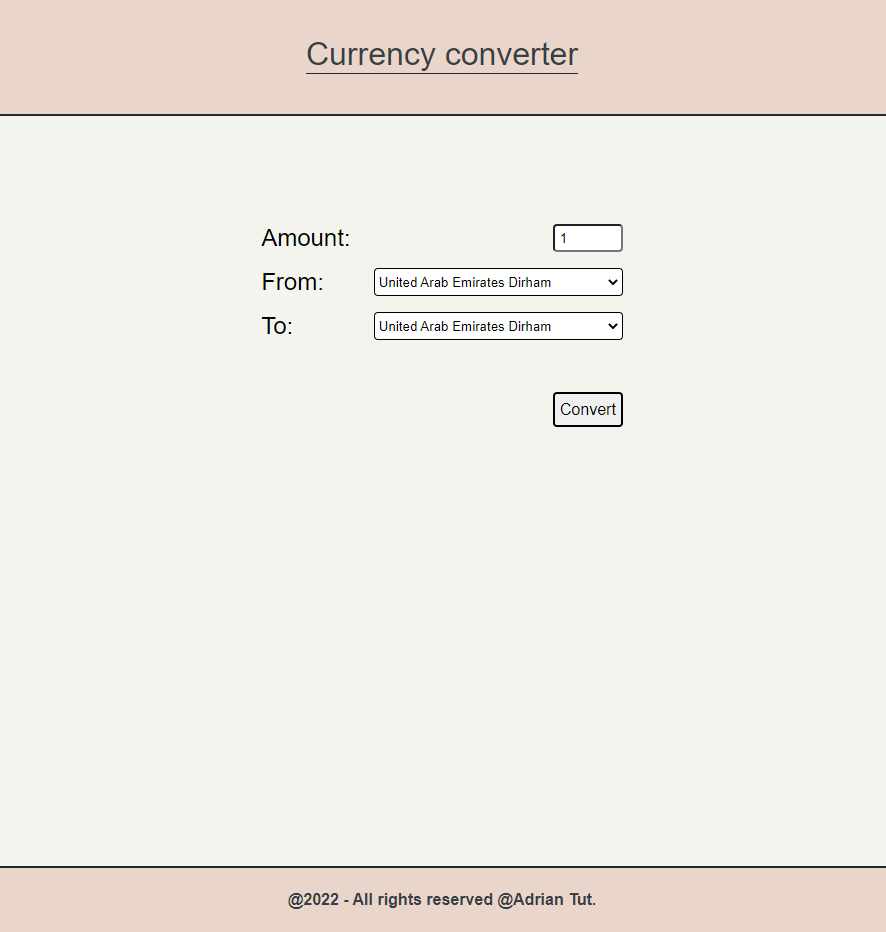 Currency converter
Amount: 1
From: United Arab Emirates Dirham
To: United Arab Emirates Dirham
Convert
@2022 - All rights reserved @Adrian Tut.